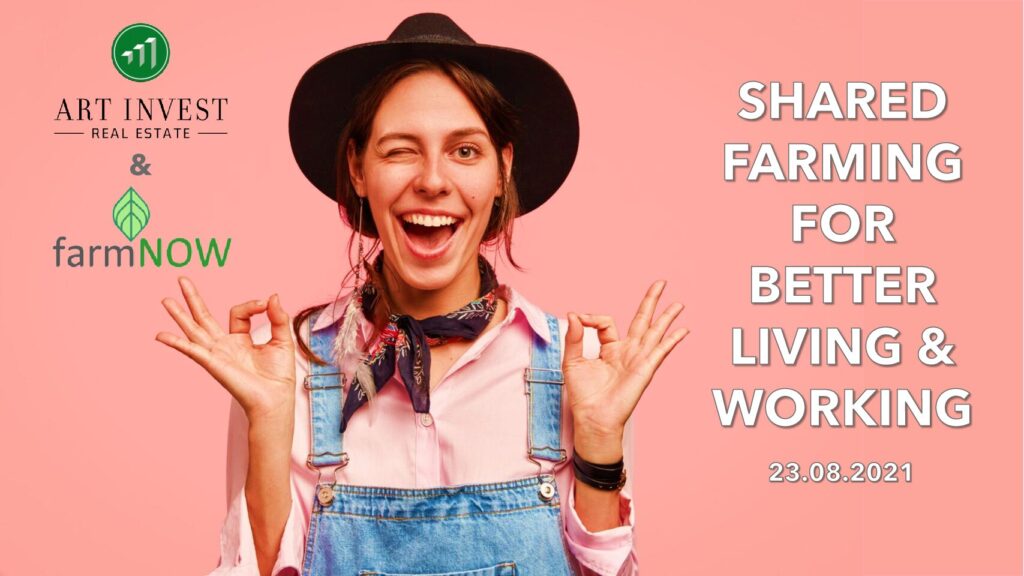 ART INVEST
REAL ESTATE
&
farmNOW
SHARED
FARMING
FOR
BETTER
LIVING &
WORKING
23.08.2021